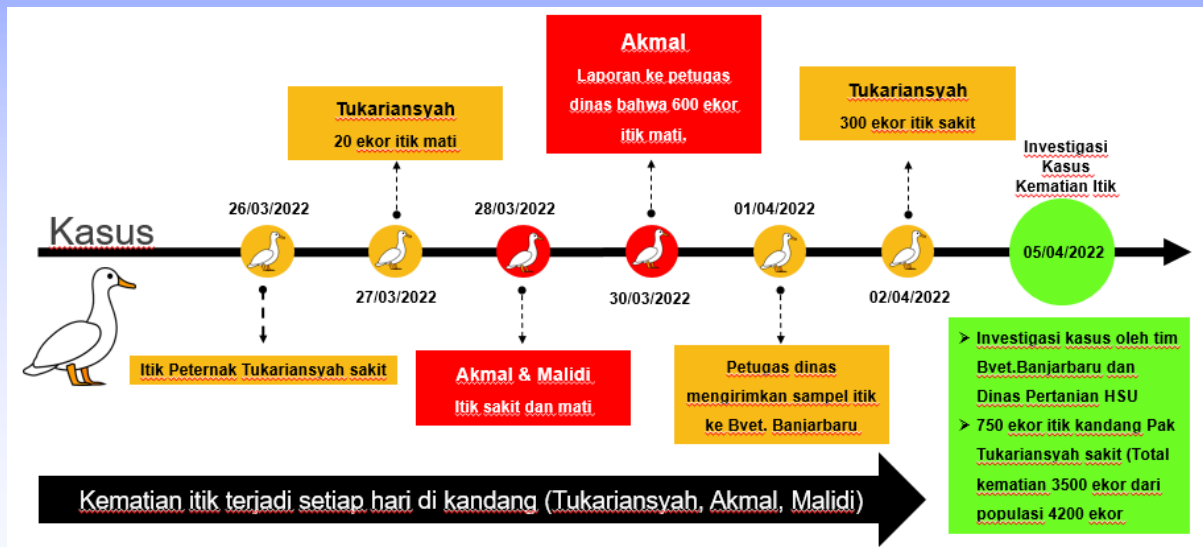 Kasus
26/03/2022
Itik Peternak Tukariansyah sakit
Tukariansyah
20 ekor itik mati
27/03/2022
28/03/2022
Akmal & Malidi
Itik sakit dan mati
Akmal
Laporan ke petugas
dinas bahwa 600 ekor
itik mati.
30/03/2022
01/04/2022
Petugas dinas
mengirimkan sampel itik
ke Bvet. Banjarbaru
Tukariansyah
300 ekor itik sakit
02/04/2022
Investigasi
Kasus
Kematian Itik
05/04/2022
➢ Investigasi kasus oleh tim
Bvet.Banjarbaru dan
Dinas Pertanian HSU
➢ 750 ekor itik kandang Pak
Tukariansyah sakit (Total
kematian 3500 ekor dari
populasi 4200 ekor
Kematian itik terjadi setiap hari di kandang (Tukariansyah, Akmal, Malidi)